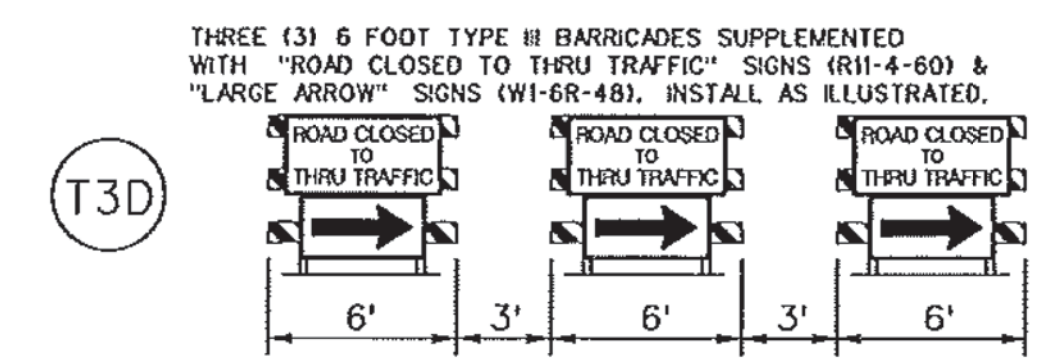 THREE (3) 6 FOOT TYPE III BARRICADES SUPPLEMENTED
WITH "ROAD CLOSED TO THRU TRAFFIC" SIGNS (R11-4-60) &
"LARGE ARROW" SIGNS (W1-6R-48). INSTALL AS ILLUSTRATED.
T3D
ROAD CLOSED
TO
THRU TRAFFIC
ROAD CLOSED
TO
THRU TRAFFIC
ROAD CLOSED
TO
THRU TRAFFIC
6' 3' 6' 3' 6'